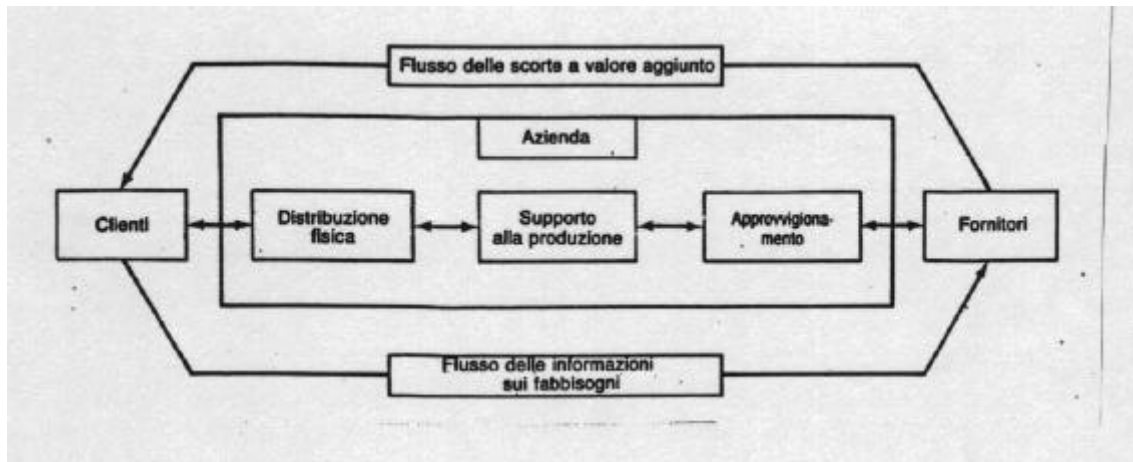 Flusso delle scorte a valore aggiunto
Azienda
Clienti
Distribuzione
fisica
Supporto
alla produzione
Approvvigiona-
mento
Fornitori
Flusso delle informazioni
sui fabbisogni